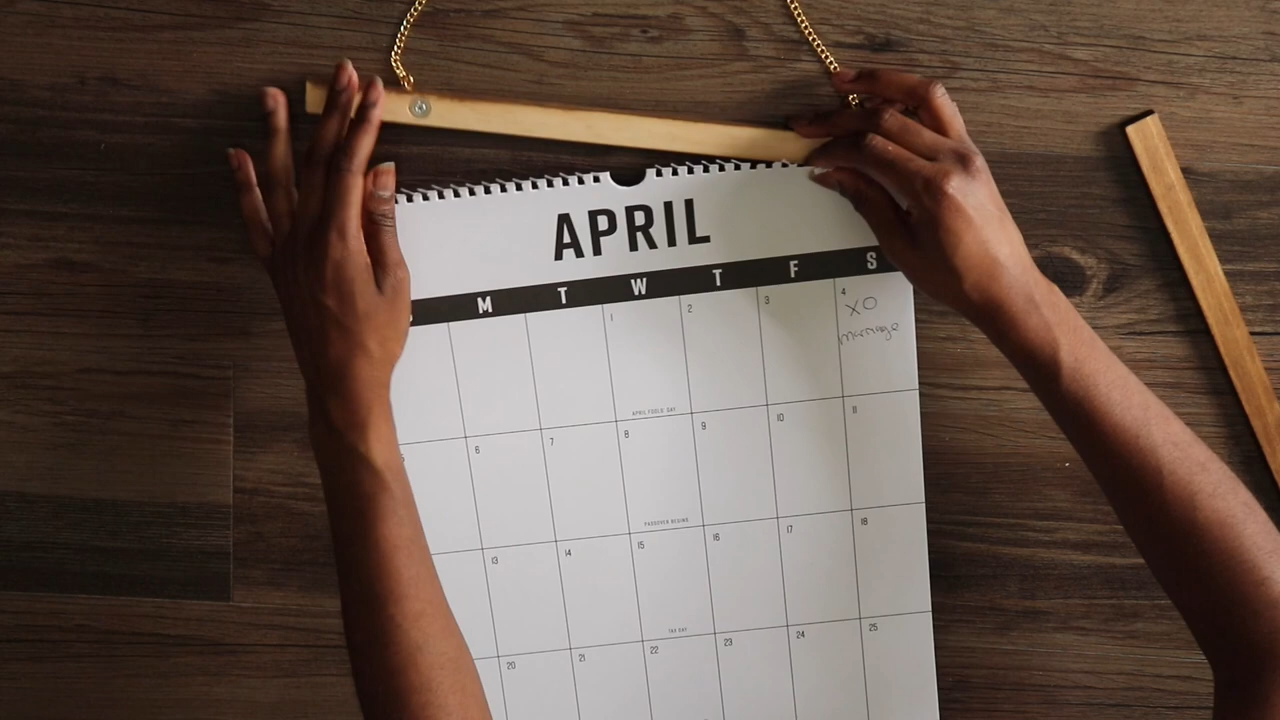 APRIL
M T W T F S
1 2 3 4
XO
APRIL FOOLS' DAY
5 6 7 8 9 10 11
PASSOVER BEGINS
13 14 15 16 17 18
TAX DAY
20 21 22 23 24 25